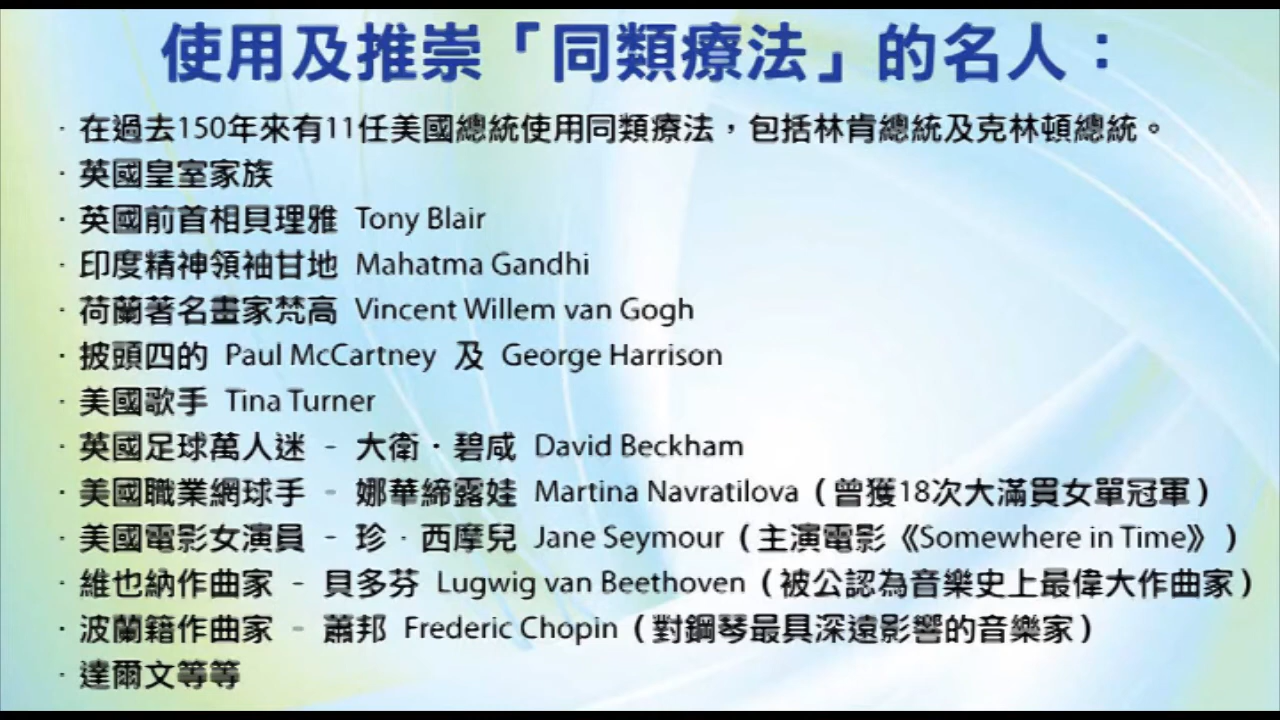 使用及推崇「同類療法」的名人：
· 在過去150年來有11任美國總統使用同類療法，包括林肯總統及克林頓總統。
· 英國皇室家族
· 英國前首相貝理雅 Tony Blair
· 印度精神領袖甘地 Mahatma Gandhi
· 荷蘭著名畫家梵高 Vincent Willem van Gogh
· 披頭四的 Paul McCartney 及 George Harrison
· 美國歌手 Tina Turner
· 英國足球萬人迷 - 大衛·碧咸 David Beckham
· 美國職業網球手 - 娜華締露娃 Martina Navratilova（曾獲18次大滿貫女單冠軍）
· 美國電影女演員 - 珍·西摩兒 Jane Seymour（主演電影《Somewhere in Time》）
· 維也納作曲家 - 貝多芬 Lugwig van Beethoven（被公認為音樂史上最偉大作曲家）
· 波蘭籍作曲家 - 蕭邦 Frederic Chopin（對鋼琴最具深遠影響的音樂家）
· 達爾文等等